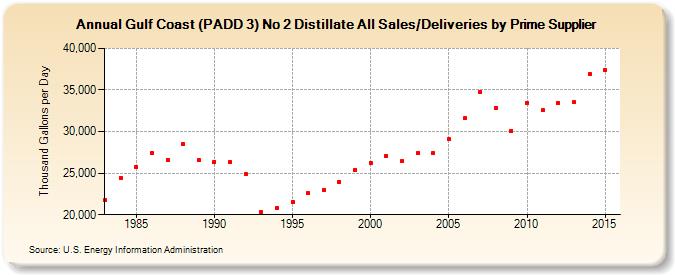 Annual Gulf Coast (PADD 3) No 2 Distillate All Sales/Deliveries by Prime Supplier
Thousand Gallons per Day
40,000
35,000
30,000
25,000
20,000
1985 1990 1995 2000 2005 2010 2015
Source: U.S. Energy Information Administration